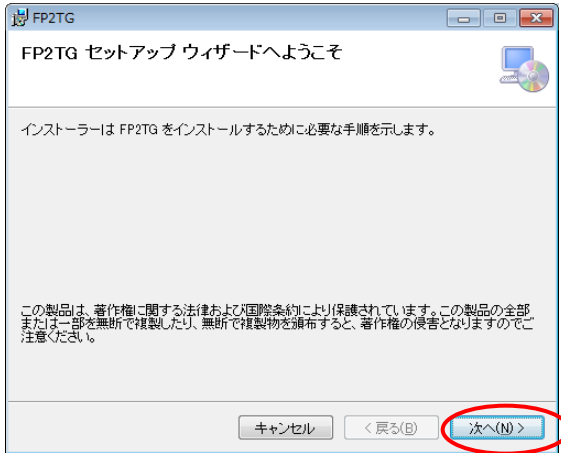 FP2TG
FP2TG セットアップ ウィザードへようこそ
インストーラーは FP2TG をインストールするために必要な手順を示します。
この製品は、著作権に関する法律および国際条約により保護されています。この製品の全部
または一部を無断で複製したり、無断で複製物を頒布すると、著作権の侵害となりますのでご
注意ください。
キャンセル
< 戻る(B)
次へ(N) >